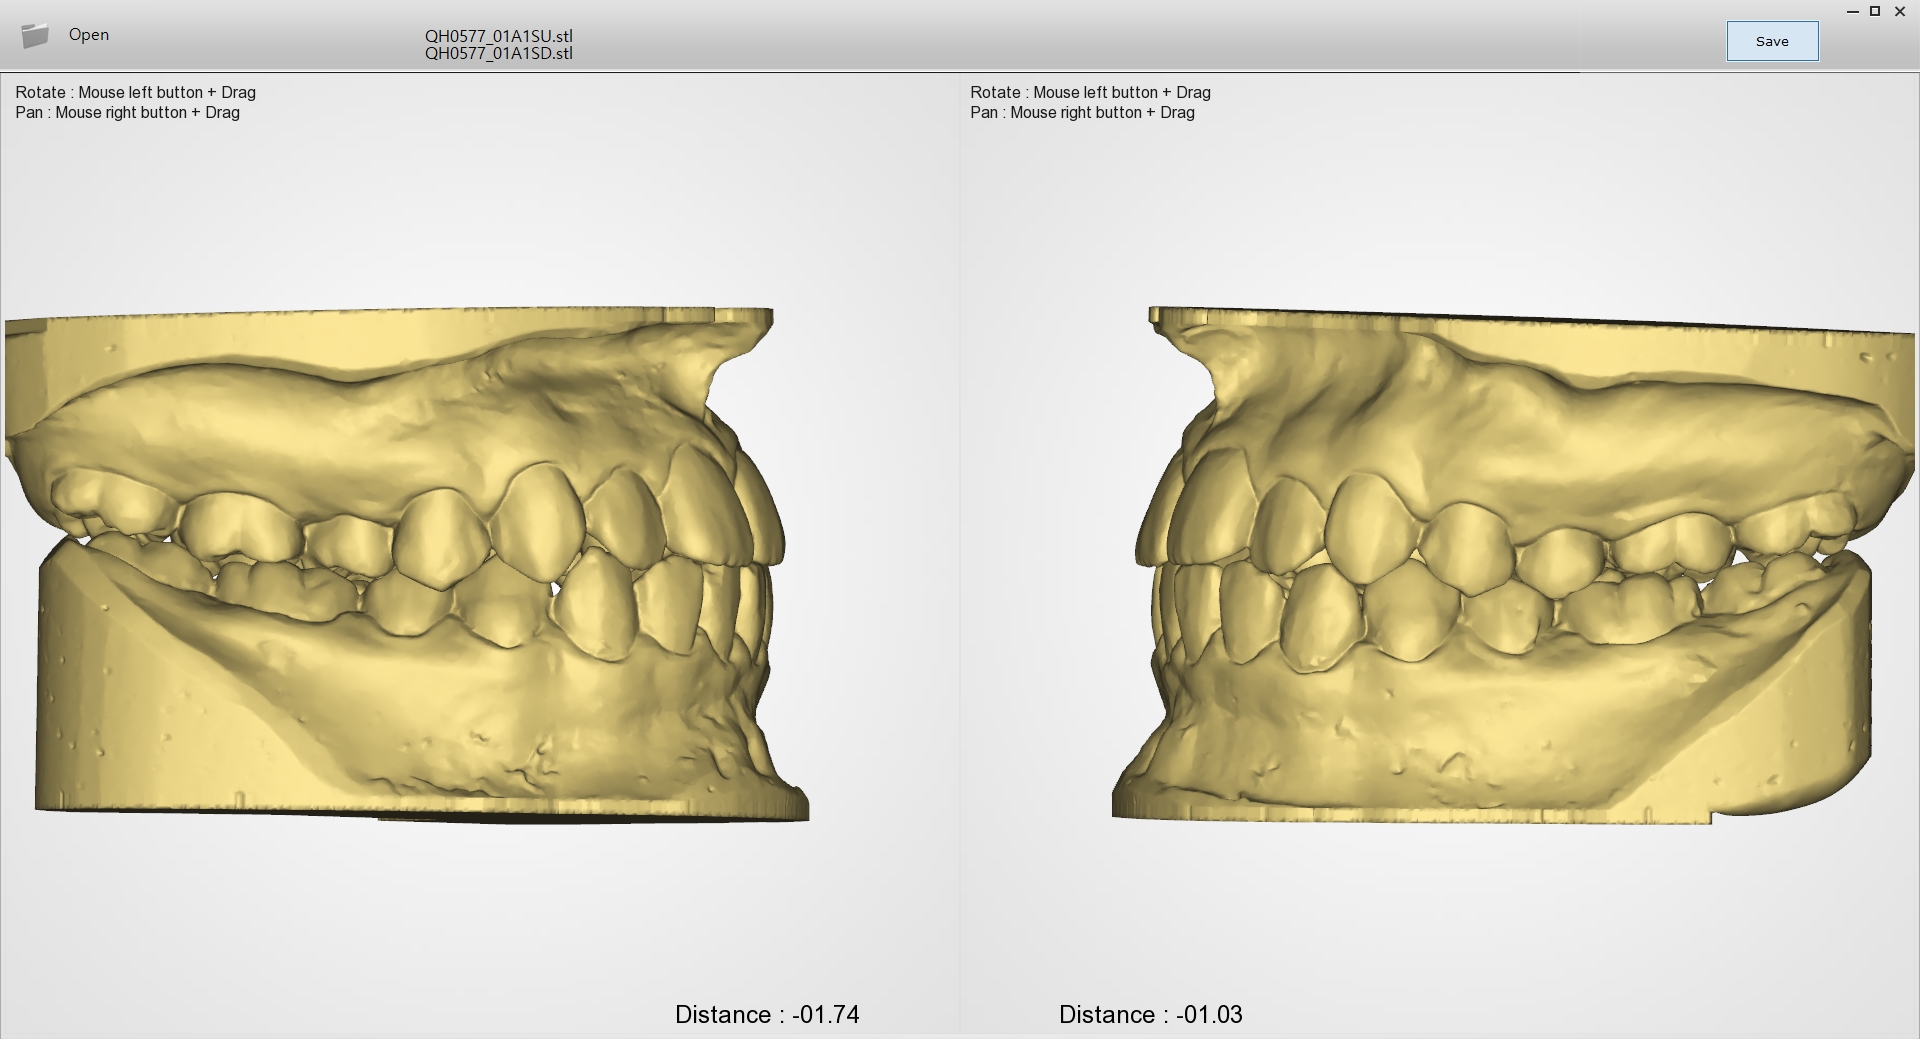 Open
QH0577_01A1SU.stl
QH0577_01A1SD.stl
Save
Rotate : Mouse left button + Drag
Pan : Mouse right button + Drag
Rotate : Mouse left button + Drag
Pan : Mouse right button + Drag
Distance : -01.74
Distance : -01.03